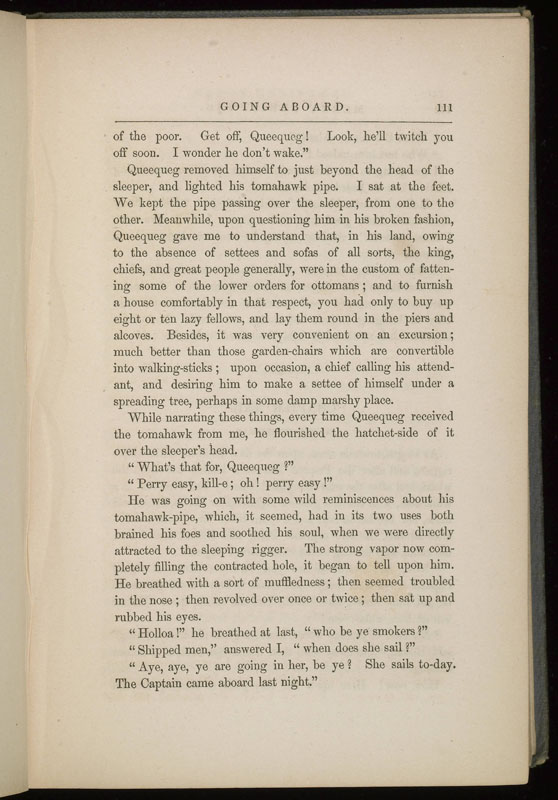 GOING ABOARD. 111
of the poor. Get off, Queequeg! Look, he'll twitch you
off soon. I wonder he don't wake."
Queequeg removed himself to just beyond the head of the
sleeper, and lighted his tomahawk pipe. I sat at the feet.
We kept the pipe passing over the sleeper, from one to the
other. Meanwhile, upon questioning him in his broken fashion,
Queequeg gave me to understand that, in his land, owing
to the absence of settees and sofas of all sorts, the king,
chiefs, and great people generally, were in the custom of fatten-
ing some of the lower orders for ottomans; and to furnish
a house comfortably in that respect, you had only to buy up
eight or ten lazy fellows, and lay them round in the piers and
alcoves. Besides, it was very convenient on an excursion;
much better than those garden-chairs which are convertible
into walking-sticks; upon occasion, a chief calling his attend-
ant, and desiring him to make a settee of himself under a
spreading tree, perhaps in some damp marshy place.
While narrating these things, every time Queequeg received
the tomahawk from me, he flourished the hatchet-side of it
over the sleeper's head.
"What's that for, Queequeg?"
"Perry easy, kill-e; oh! perry easy!"
He was going on with some wild reminiscences about his
tomahawk-pipe, which, it seemed, had in its two uses both
brained his foes and soothed his soul, when we were directly
attracted to the sleeping rigger. The strong vapor now com-
pletely filling the contracted hole, it began to tell upon him.
He breathed with a sort of muffledness; then seemed troubled
in the nose; then revolved over once or twice; then sat up and
rubbed his eyes.
"Holloa!" he breathed at last, "who be ye smokers?"
"Shipped men," answered I, "when does she sail?"
"Aye, aye, ye are going in her, be ye? She sails to-day.
The Captain came aboard last night."